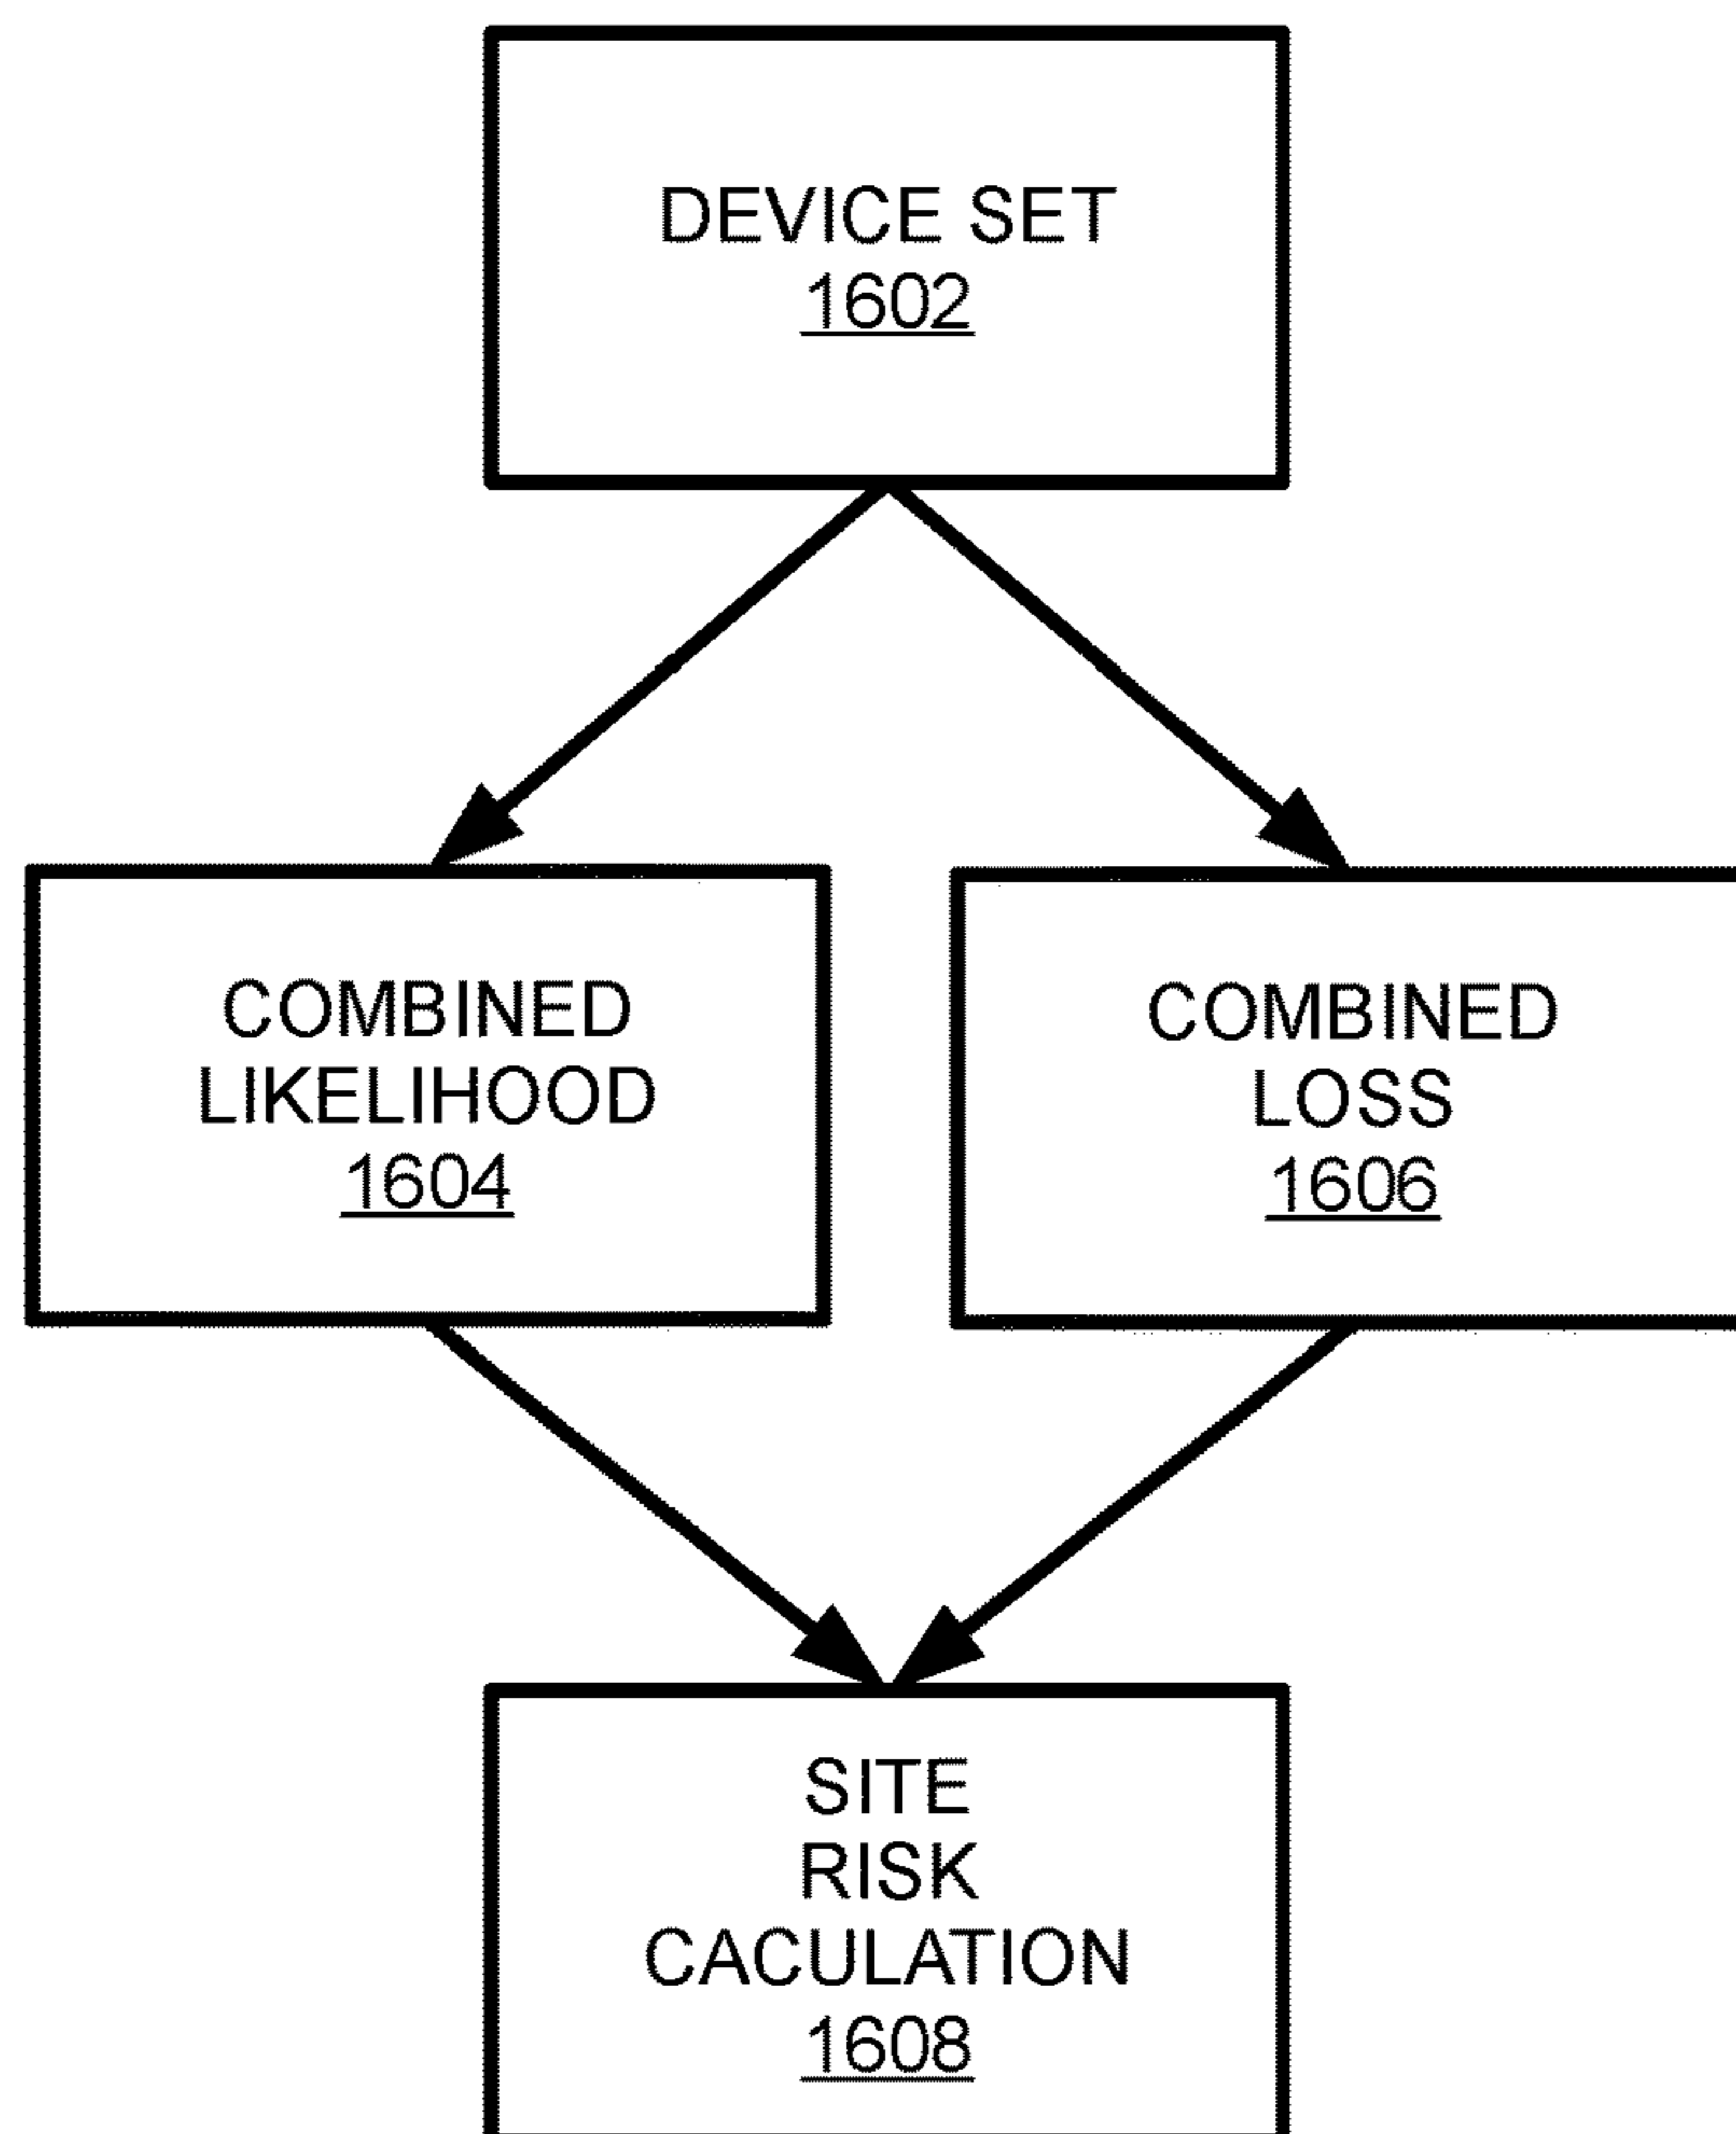 DEVICE SET
1602
COMBINED
LIKELIHOOD
1604
COMBINED
LOSS
1606
SITE
RISK
CACULATION
1608